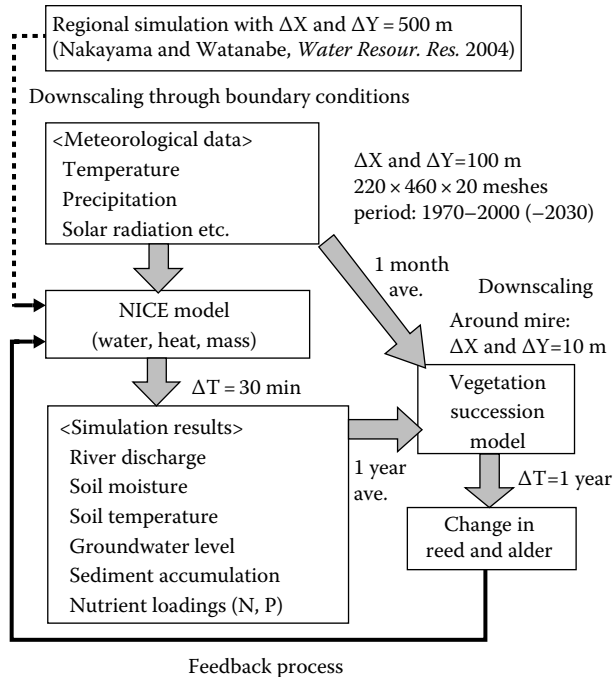 Regional simulation with ΔX and ΔY = 500 m
(Nakayama and Watanabe, Water Resour. Res. 2004)
Downscaling through boundary conditions
<Meteorological data>
Temperature
Precipitation
Solar radiation etc.
ΔX and ΔY=100 m
220 × 460 × 20 meshes
period: 1970–2000 (–2030)
1 month
ave.
Downscaling
Around mire:
ΔX and ΔY=10 m
NICE model
(water, heat, mass)
ΔT = 30 min
Vegetation
succession
model
<Simulation results>
River discharge
Soil moisture
Soil temperature
Groundwater level
Sediment accumulation
Nutrient loadings (N, P)
1 year
ave.
ΔT=1 year
Change in
reed and alder
Feedback process